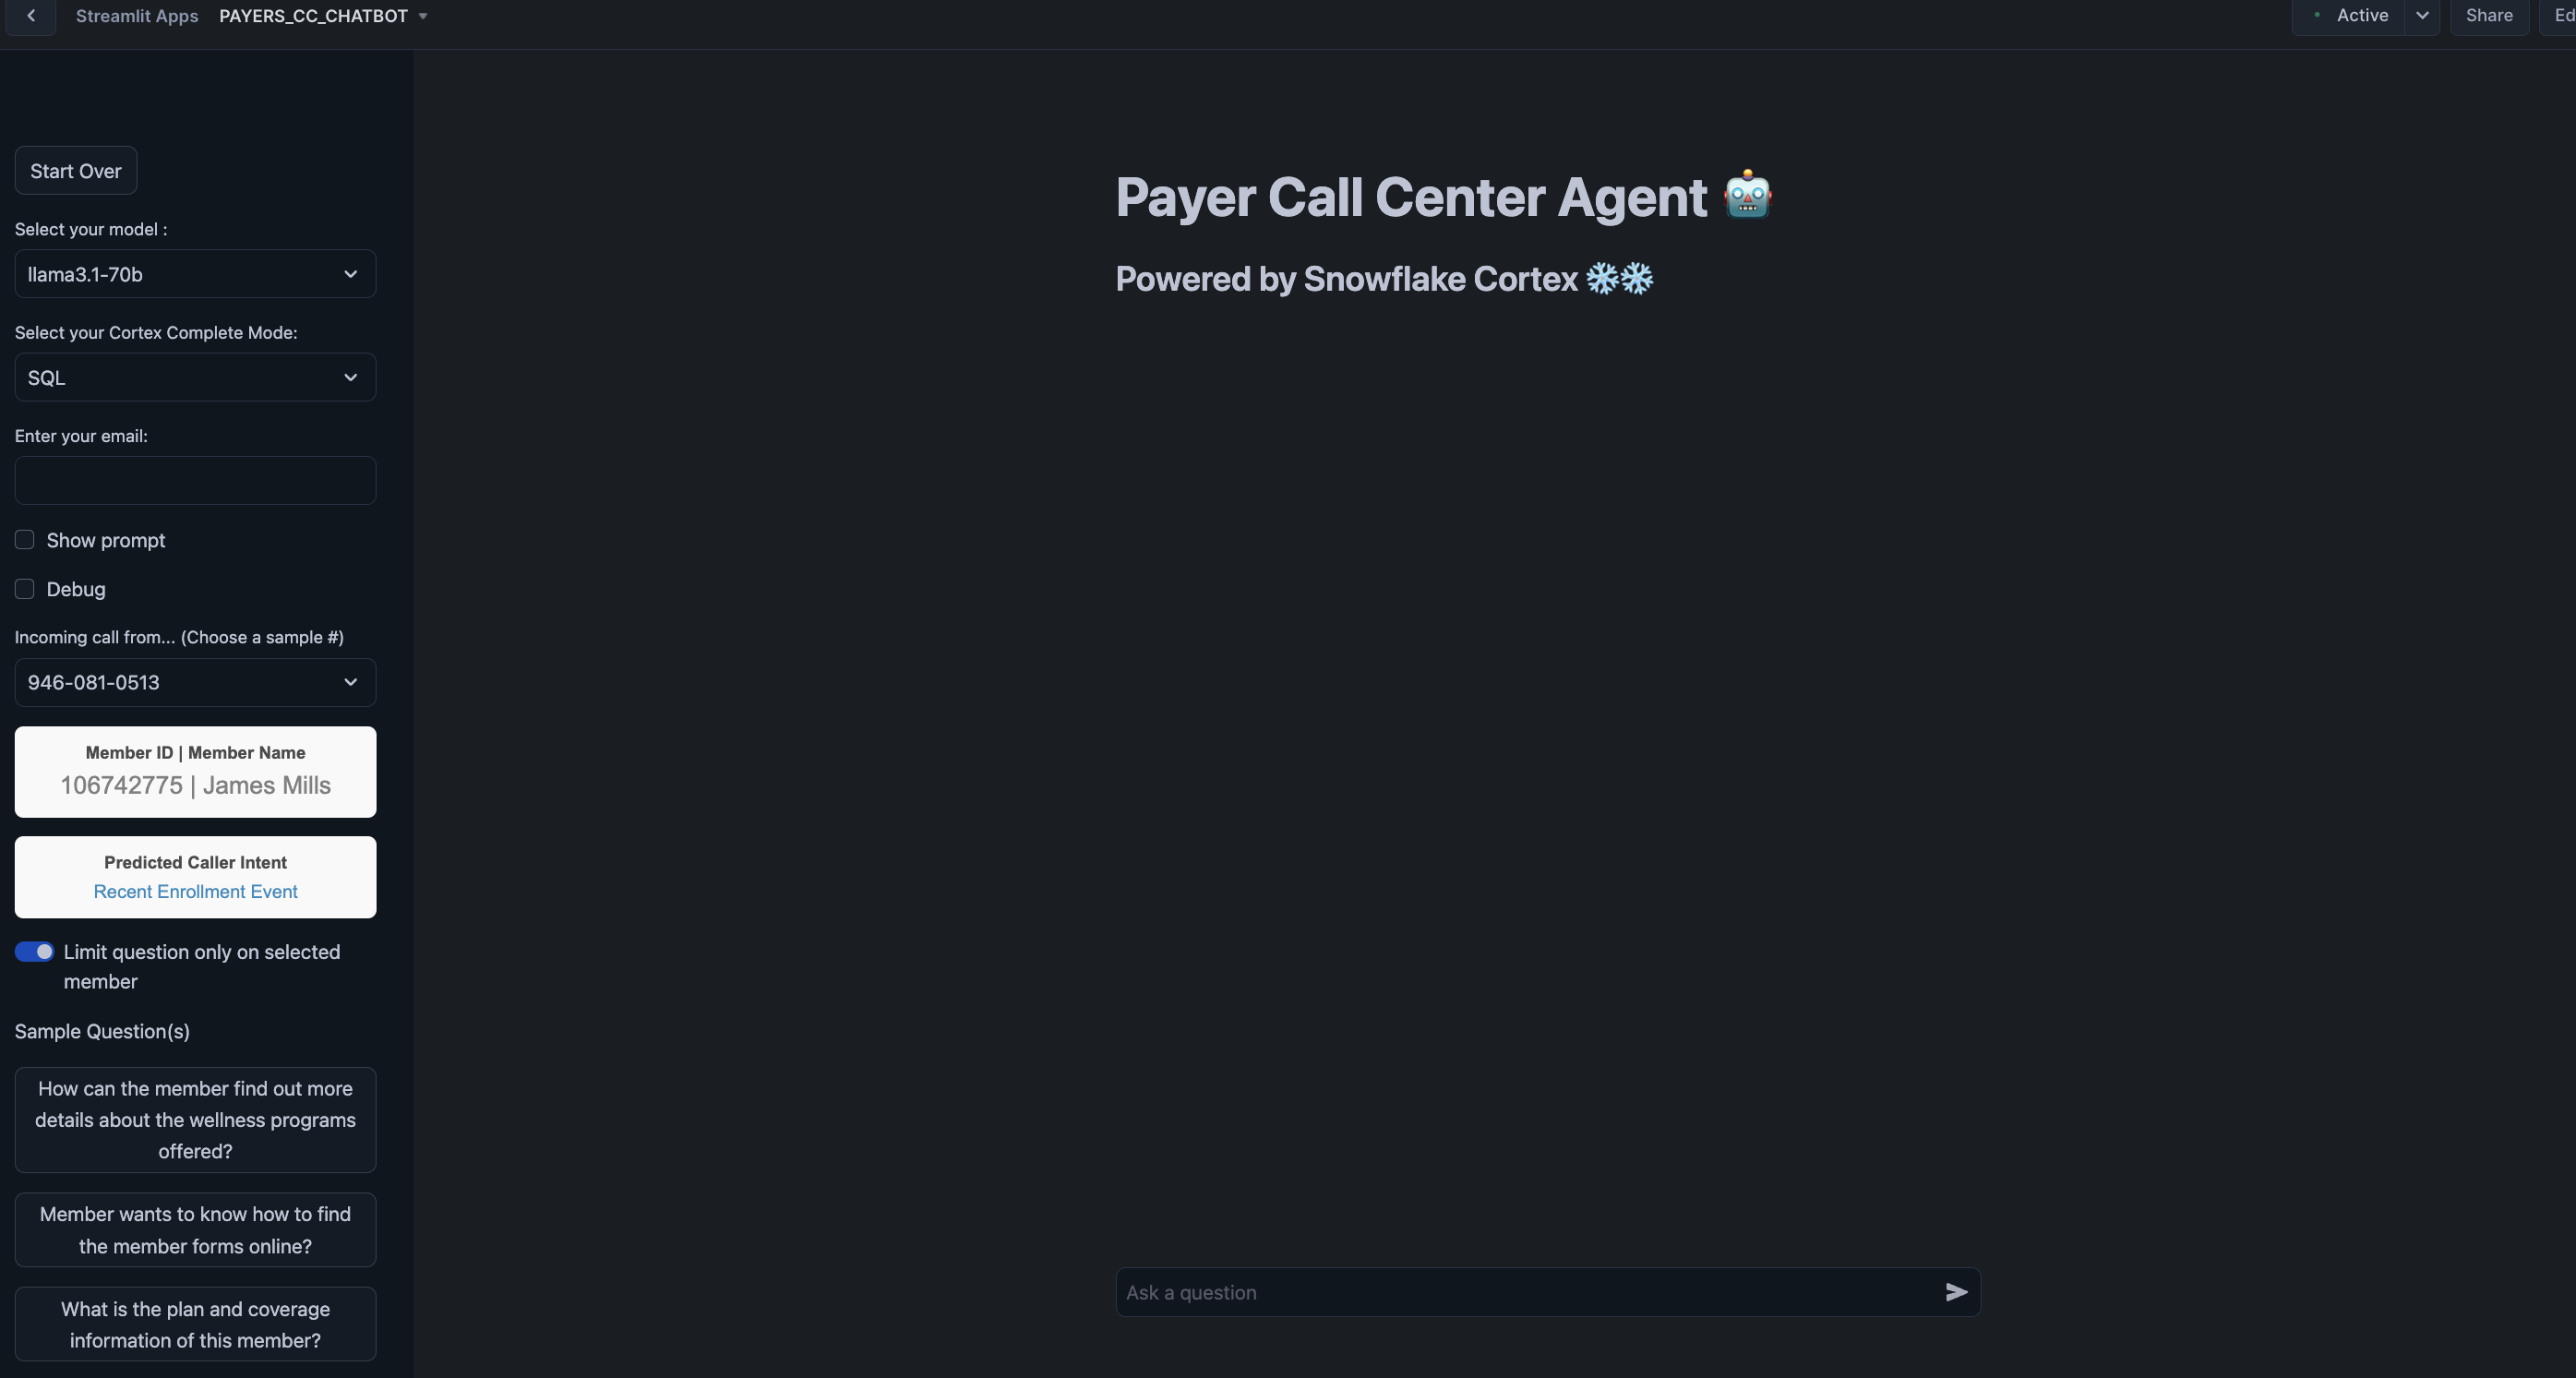 Streamlit Apps PAYERS_CC_CHATBOT
Active
Share
Start Over
Select your model :
llama3.1-70b
Select your Cortex Complete Mode:
SQL
Enter your email:
Show prompt
Debug
Incoming call from... (Choose a sample #)
946-081-0513
Member ID | Member Name
106742775 | James Mills
Predicted Caller Intent
Recent Enrollment Event
Limit question only on selected
member
Sample Question(s)
How can the member find out more
details about the wellness programs
offered?
Member wants to know how to find
the member forms online?
What is the plan and coverage
information of this member?
Payer Call Center Agent 🤖
Powered by Snowflake Cortex ❄️❄️
Ask a question